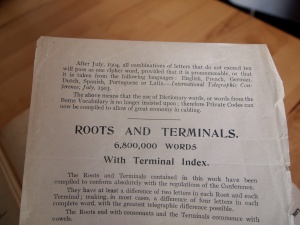 After July, 1904, all combinations of letters that do not exceed ten
will pass as one cipher word, provided that it is pronounceable, or that
it is taken from the following languages: English, French, German,
Dutch, Spanish, Portuguese or Latin.—International Telegraphic Con-
ference, July, 1903.
The above means that the use of Dictionary words, or words from the
Berne Vocabulary is no longer insisted upon; therefore Private Codes can
now be compiled to allow of great economy in cabling.
ROOTS AND TERMINALS.
6,800,000 WORDS
With Terminal Index.
The Roots and Terminals contained in this work have been
compiled to conform absolutely with the regulations of the Conference.
They have at least a difference of two letters to each Root and each
Terminal; making, in most cases, a difference of four letters in each
complete word, with the greatest telegraphic difference possible.
The Roots end with consonants and the Terminals commence with
vowels.